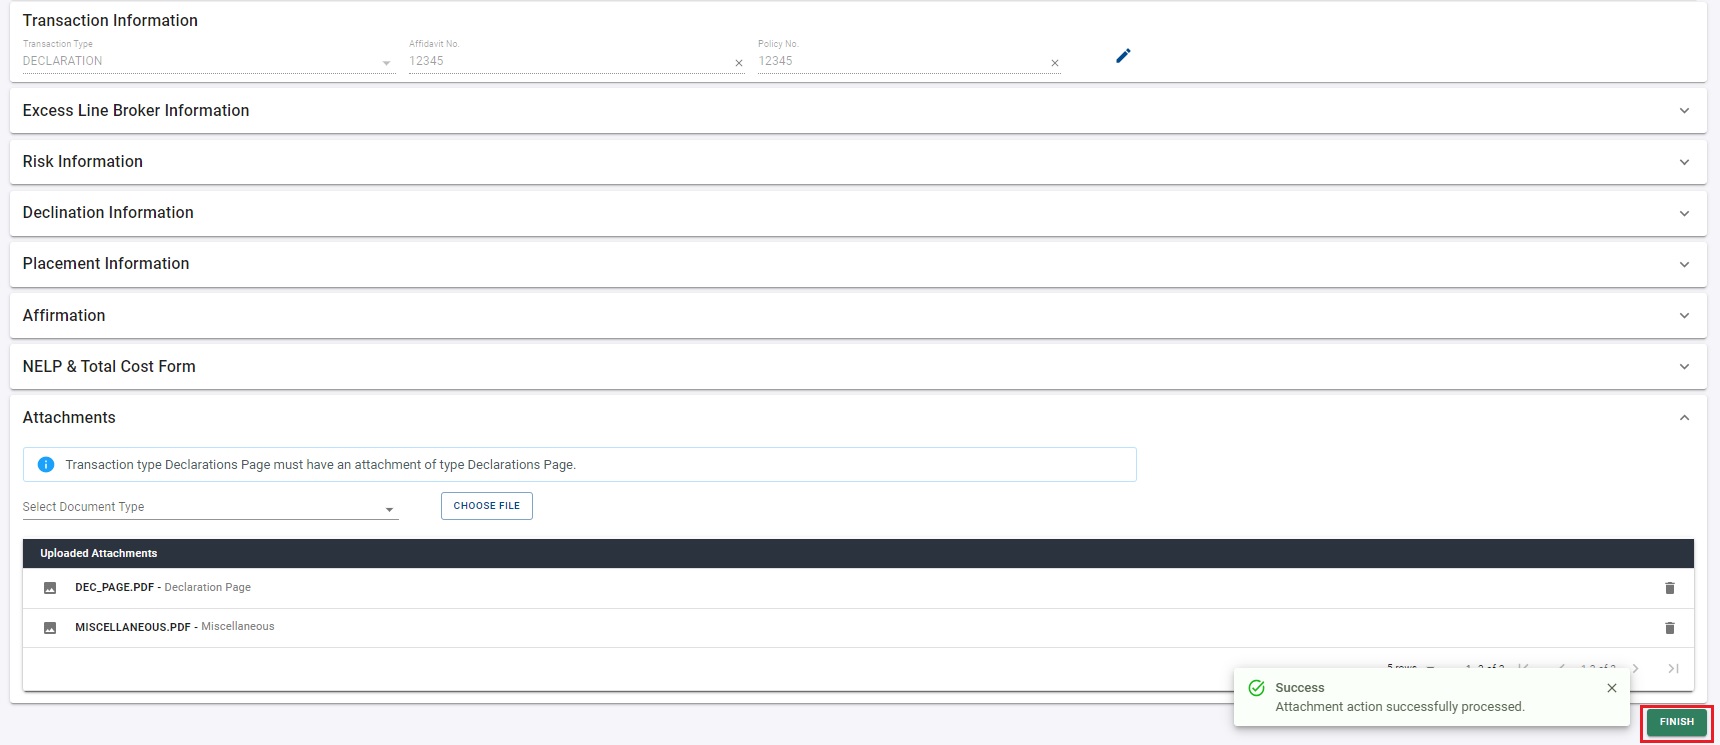 Transaction Information
Transaction Type
Affidavit No.
Policy No.
DECLARATION
12345
12345
Excess Line Broker Information
Risk Information
Declination Information
Placement Information
Affirmation
NELP & Total Cost Form
Attachments
Transaction type Declarations Page must have an attachment of type Declarations Page.
Select Document Type
CHOOSE FILE
Uploaded Attachments
DEC_PAGE.PDF - Declaration Page
MISCELLANEOUS.PDF - Miscellaneous
5 rows
Success
Attachment action successfully processed.
FINISH